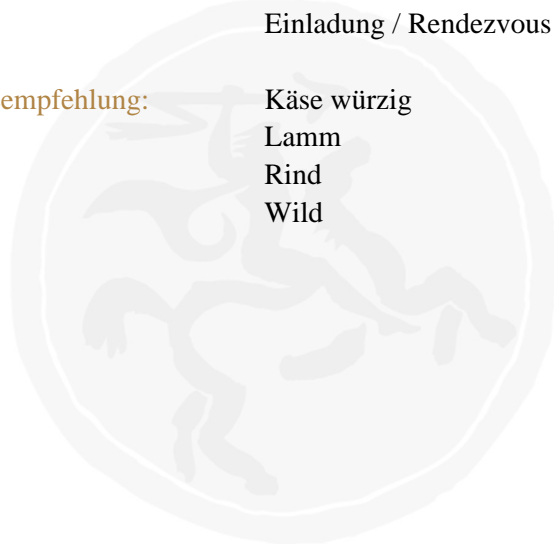 Einladung / Rendezvous
empfehlung: Käse würzig
Lamm
Rind
Wild